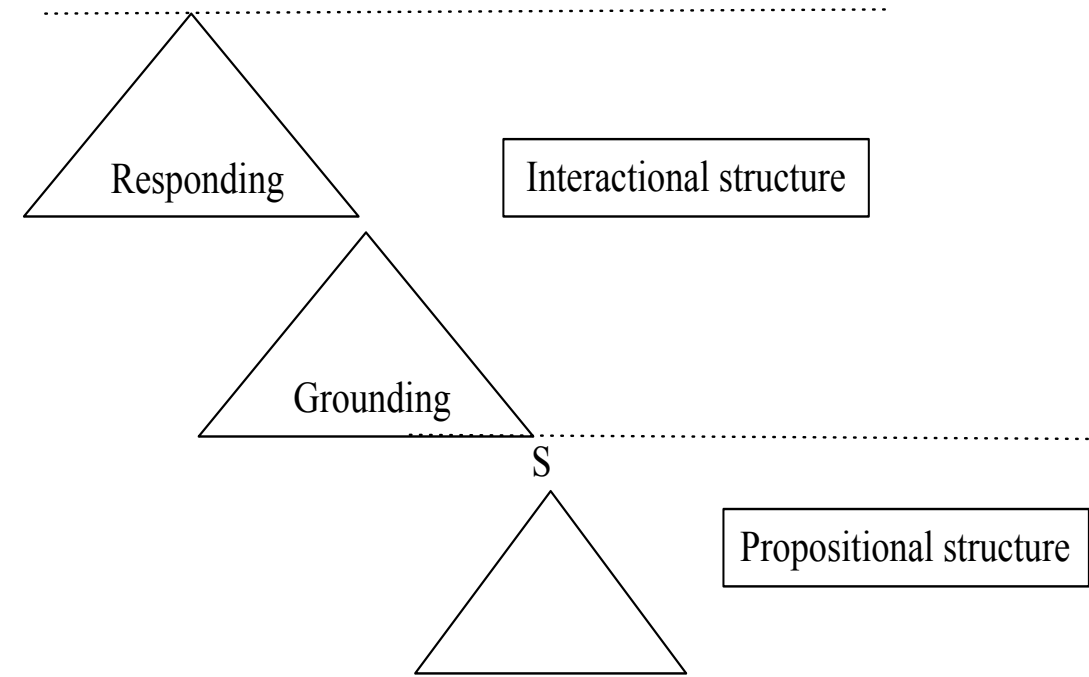 Responding
Interactional structure
Grounding
S
Propositional structure